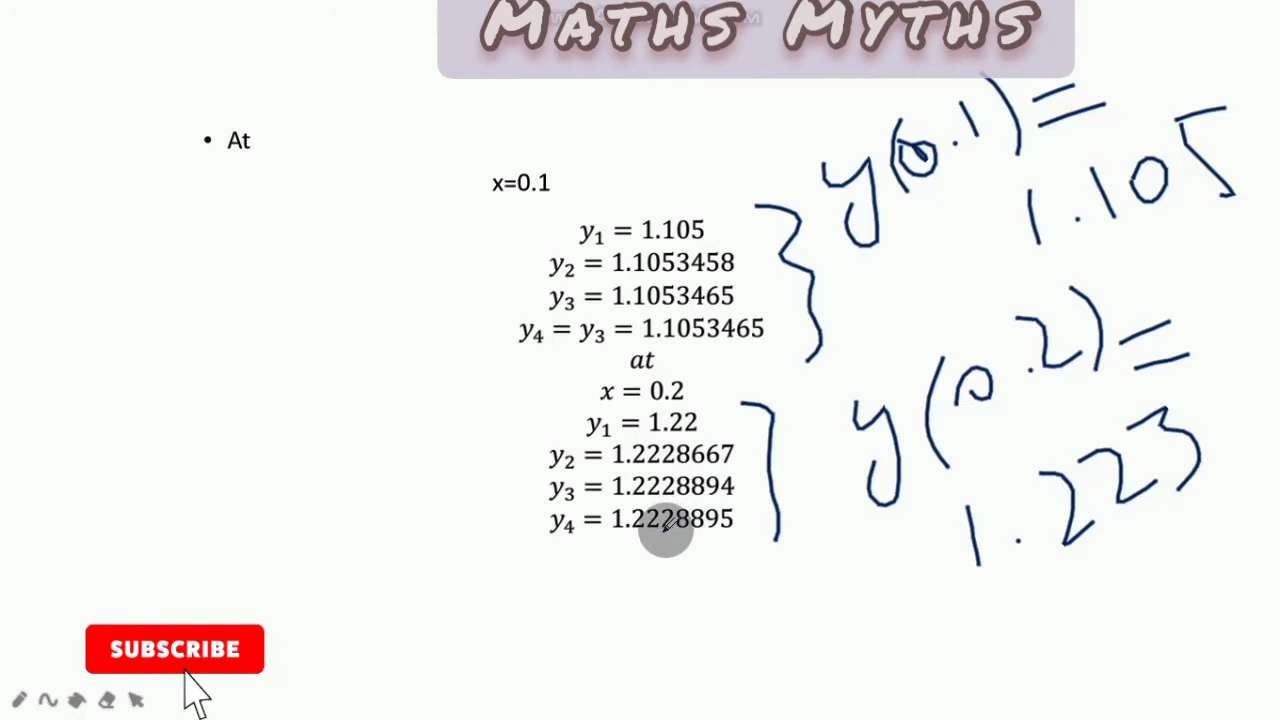 MATHS MYTHS
• At
x=0.1
y₁ = 1.105
y₂ = 1.1053458
y₃ = 1.1053465
y₄ = y₃ = 1.1053465
at
x = 0.2
y₁ = 1.22
y₂ = 1.2228667
y₃ = 1.2228894
y₄ = 1.2228895
y(0.1)=
1.105
y(0.2)=
1.223
SUBSCRIBE